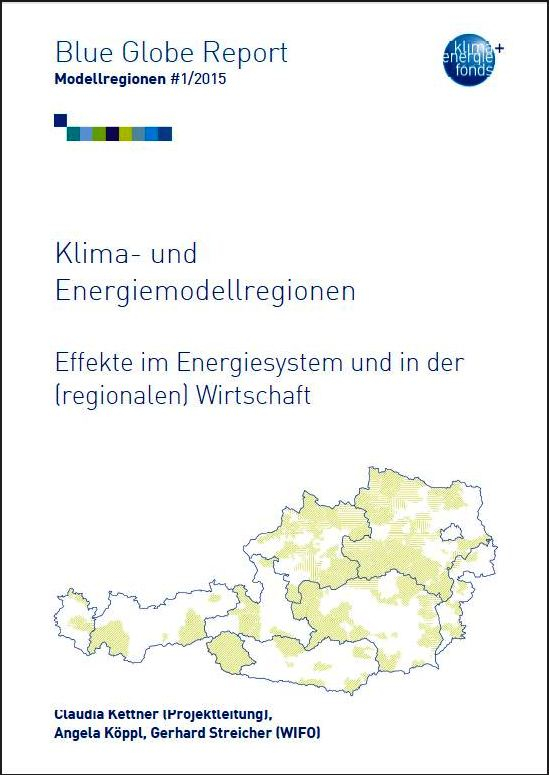 Blue Globe Report
Modellregionen #1/2015
klima+
energie
fonds
Klima- und
Energiemodellregionen
Effekte im Energiesystem und in der
(regionalen) Wirtschaft
Claudia Kettner (Projektleitung),
Angela Köppl, Gerhard Streicher (WIFO)